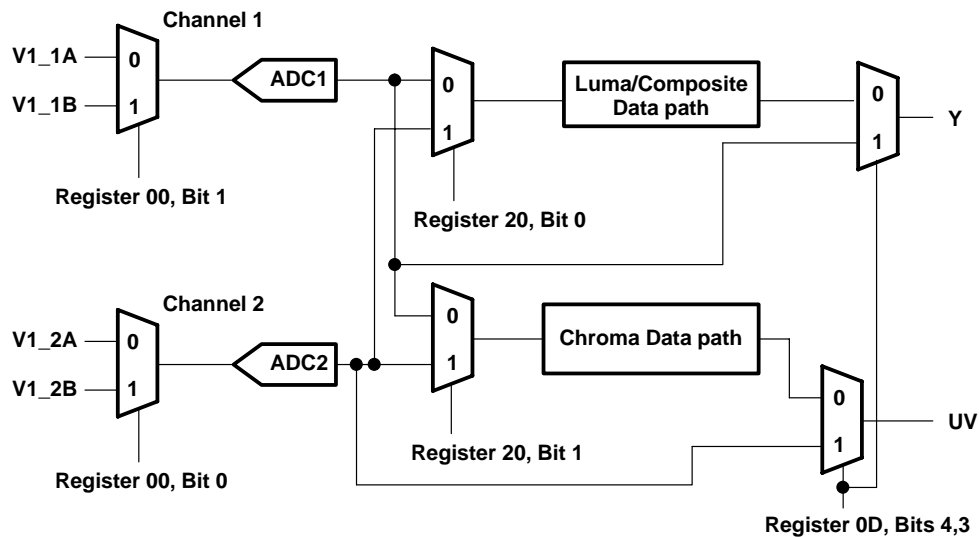 Channel 1
V1_1A
0
V1_1B
1
ADC1
0
1
Luma/Composite
Data path
0
1
Y
Register 00, Bit 1
Register 20, Bit 0
Channel 2
V1_2A
0
V1_2B
1
ADC2
0
1
Chroma Data path
0
1
UV
Register 00, Bit 0
Register 20, Bit 1
Register 0D, Bits 4,3